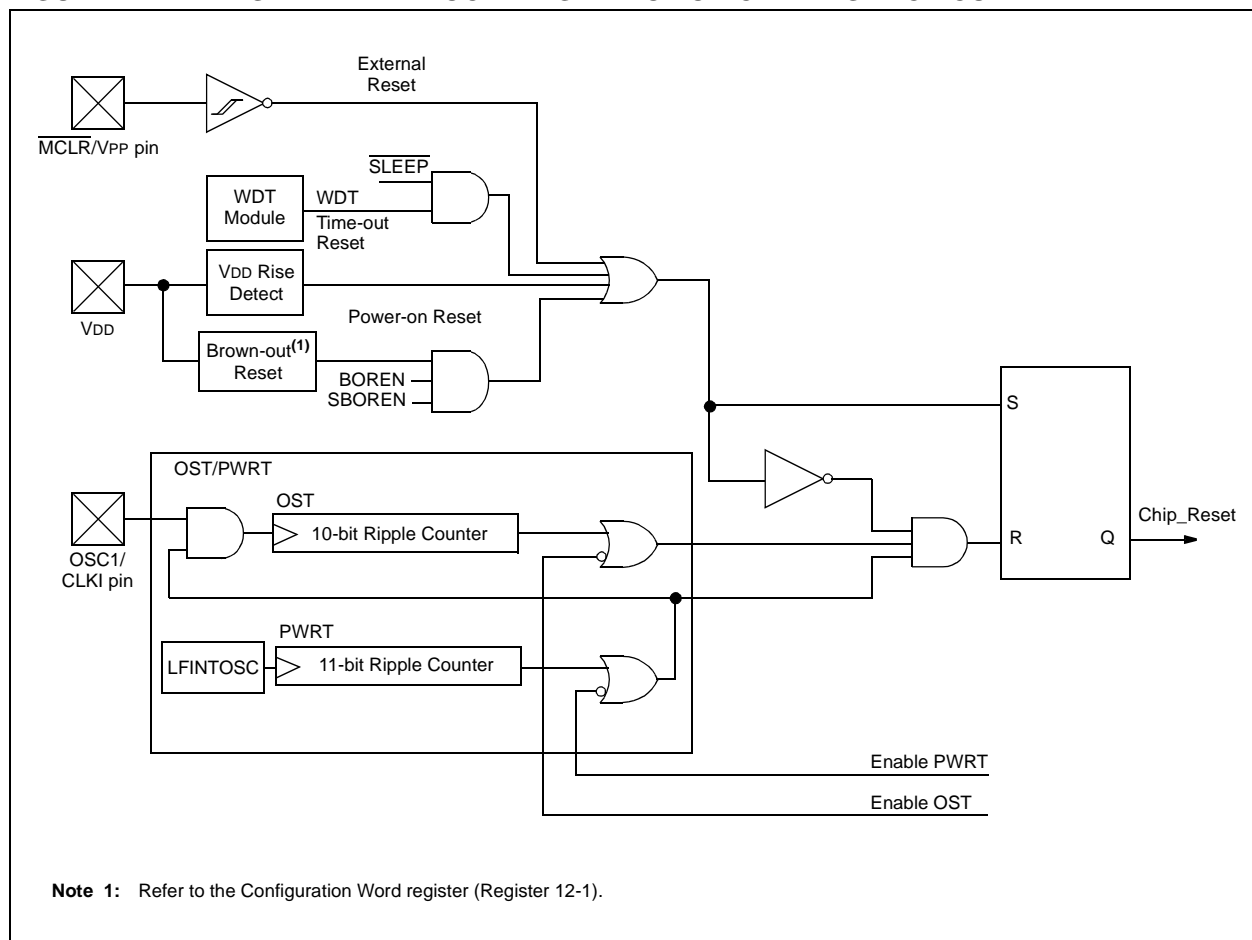 External
Reset
MCLR/VPP pin
SLEEP
WDT
Module
WDT
Time-out
Reset
VDD
VDD Rise
Detect
Power-on Reset
Brown-out(1)
Reset
BOREN
SBOREN
S
R
Q
Chip_Reset
OST/PWRT
OST
10-bit Ripple Counter
OSC1/
CLKI pin
PWRT
LFINTOSC
11-bit Ripple Counter
Enable PWRT
Enable OST
Note 1: Refer to the Configuration Word register (Register 12-1).